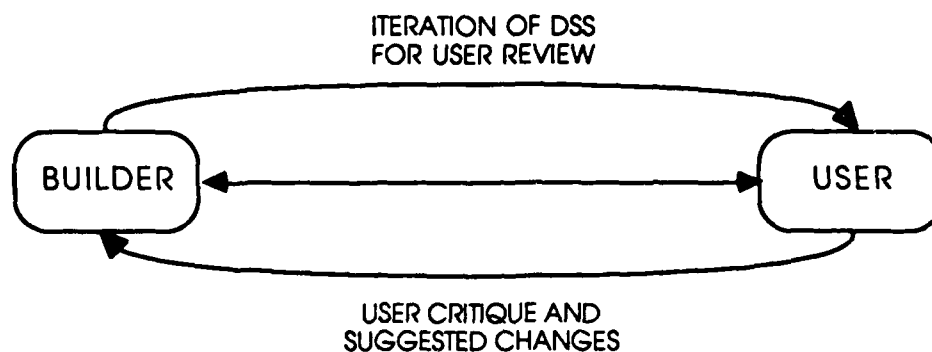 ITERATION OF DSS
FOR USER REVIEW
BUILDER
USER
USER CRITIQUE AND
SUGGESTED CHANGES